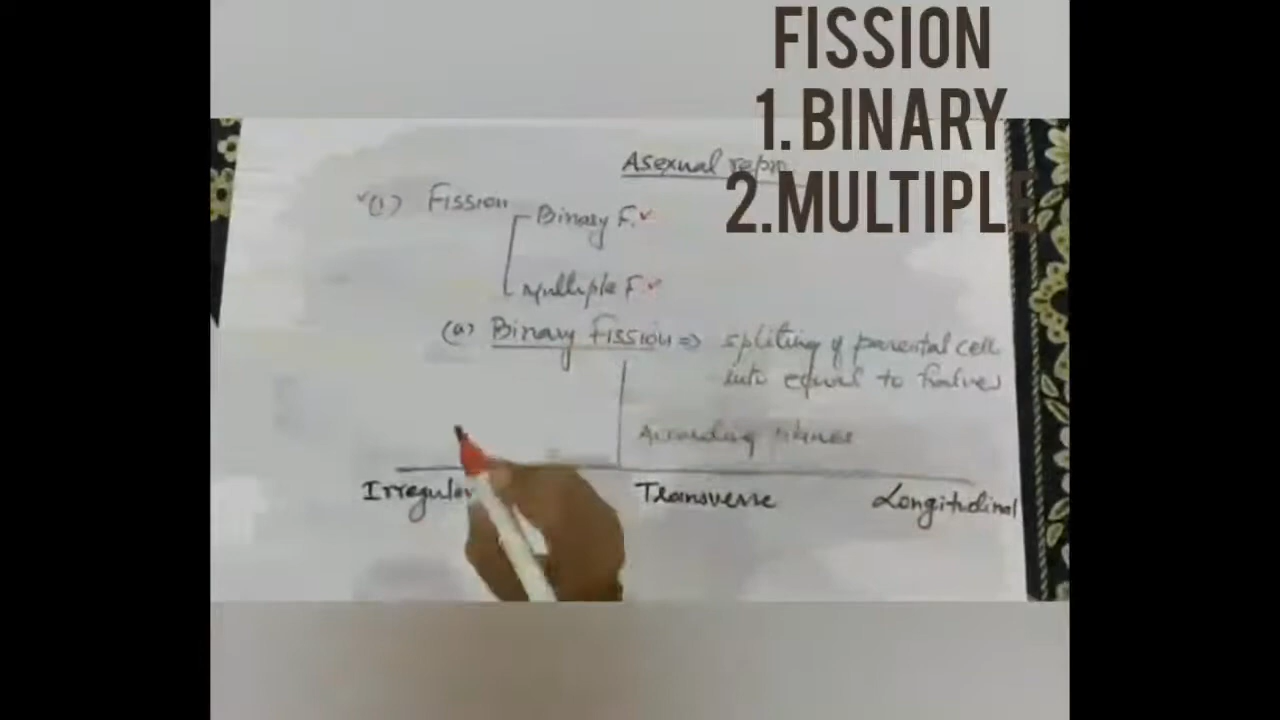 FISSION
1. BINARY
2. MULTIPLE
Asexual repr
(1) Fission
Binary F.
Multiple F.
(a) Binary Fission => spliting of parental cell
into equal to halves
According planes
Irregular Transverse Longitudinal